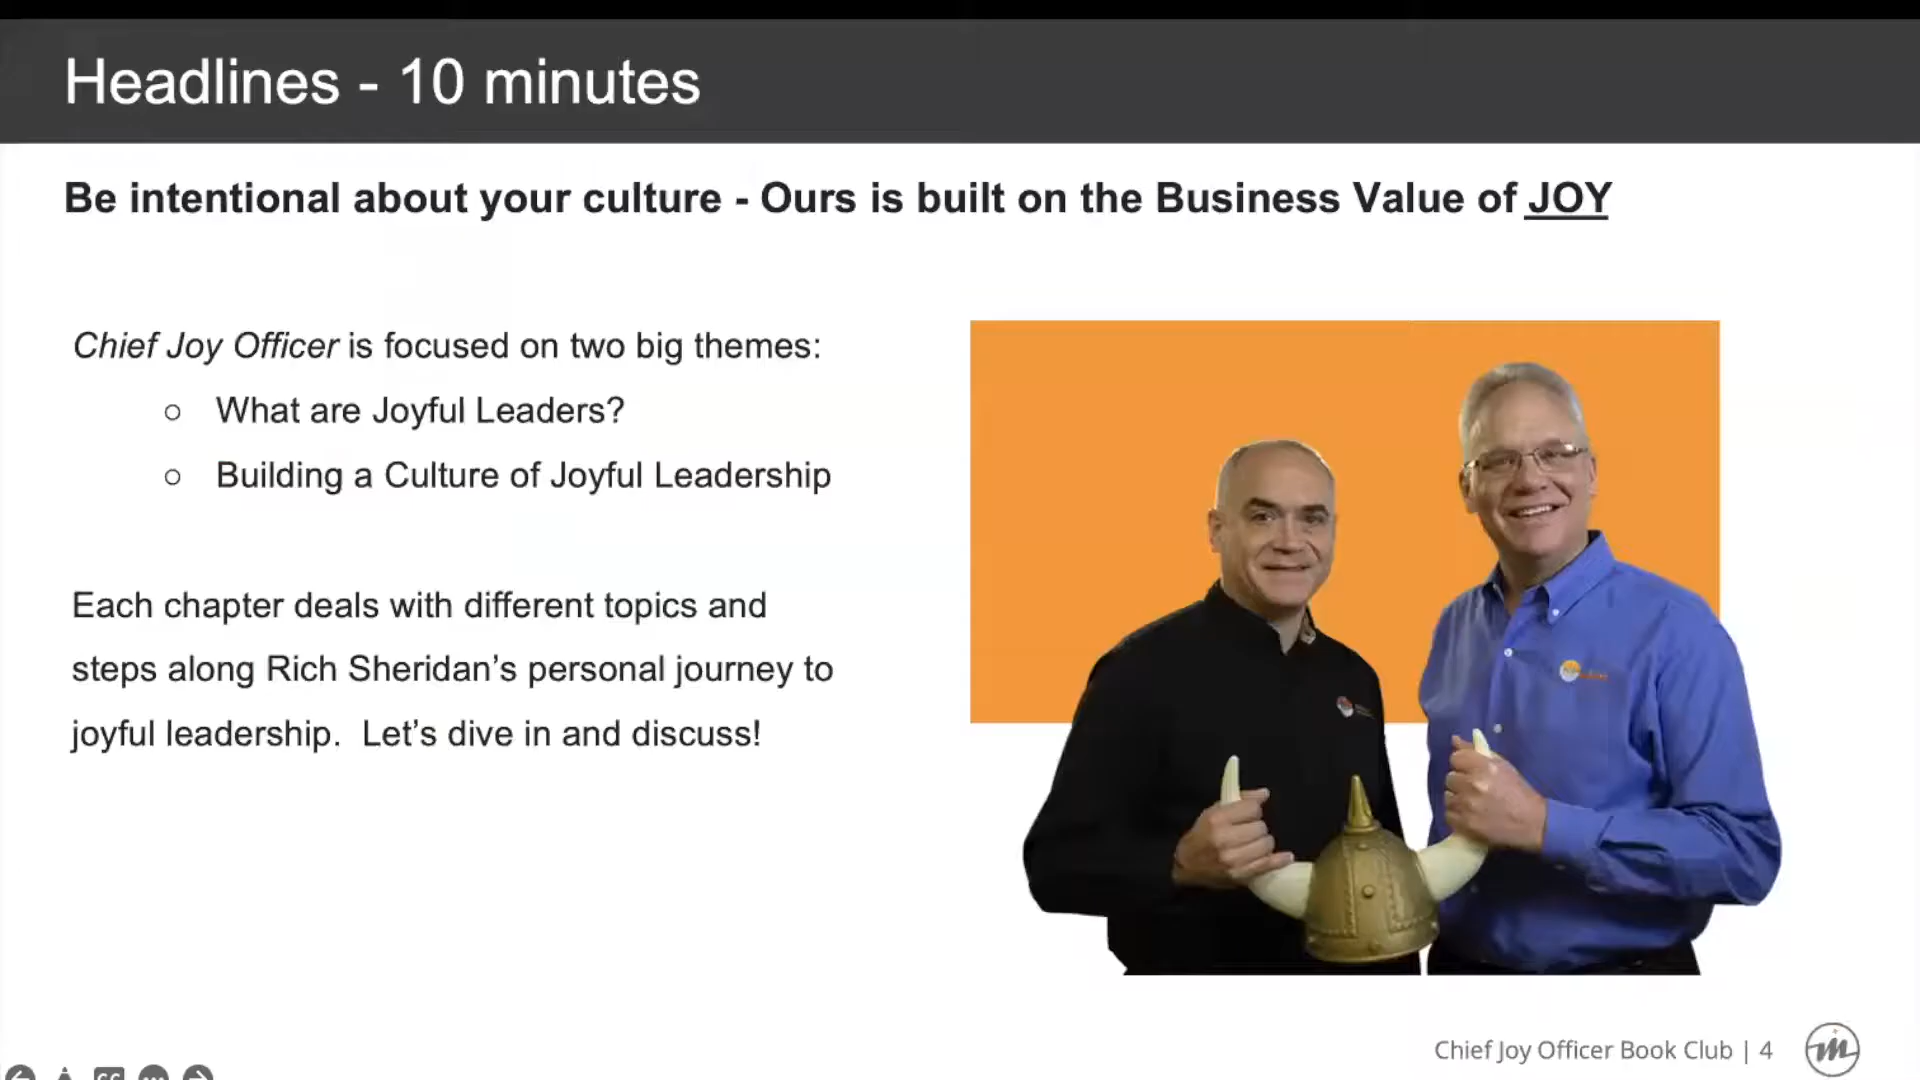 Headlines - 10 minutes
Be intentional about your culture - Ours is built on the Business Value of JOY
Chief Joy Officer is focused on two big themes:
○ What are Joyful Leaders?
○ Building a Culture of Joyful Leadership
Each chapter deals with different topics and
steps along Rich Sheridan’s personal journey to
joyful leadership.  Let’s dive in and discuss!
Chief Joy Officer Book Club | 4